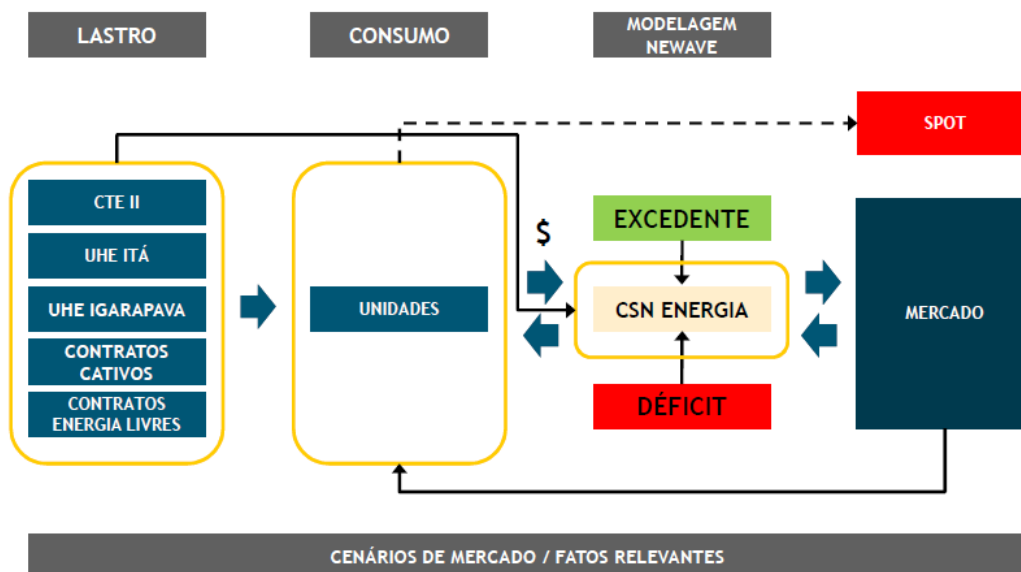 LASTRO
CONSUMO
MODELAGEM
NEWAVE
SPOT
CTE II
UHE ITÁ
UHE IGARAPAVA
CONTRATOS
CATIVOS
CONTRATOS
ENERGIA LIVRES
UNIDADES
$
EXCEDENTE
CSN ENERGIA
DÉFICIT
MERCADO
CENÁRIOS DE MERCADO / FATOS RELEVANTES